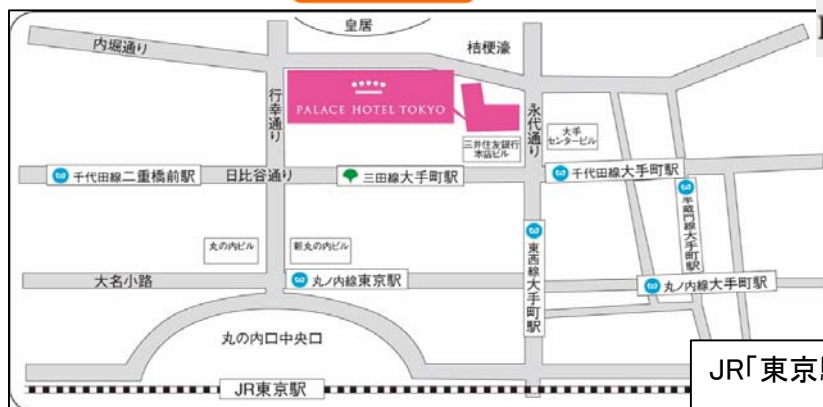 皇居
内堀通り
桔梗濠
行幸通り
PALACE HOTEL TOKYO
永代通り
三井住友銀行
本店ビル
大手
センタービル
千代田線二重橋前駅
日比谷通り
三田線大手町駅
千代田線大手町駅
半蔵門線大手町駅
丸の内ビル
新丸の内ビル
東西線大手町駅
大名小路
丸ノ内線東京駅
丸ノ内線大手町駅
丸の内口中央口
JR東京駅
JR「東京